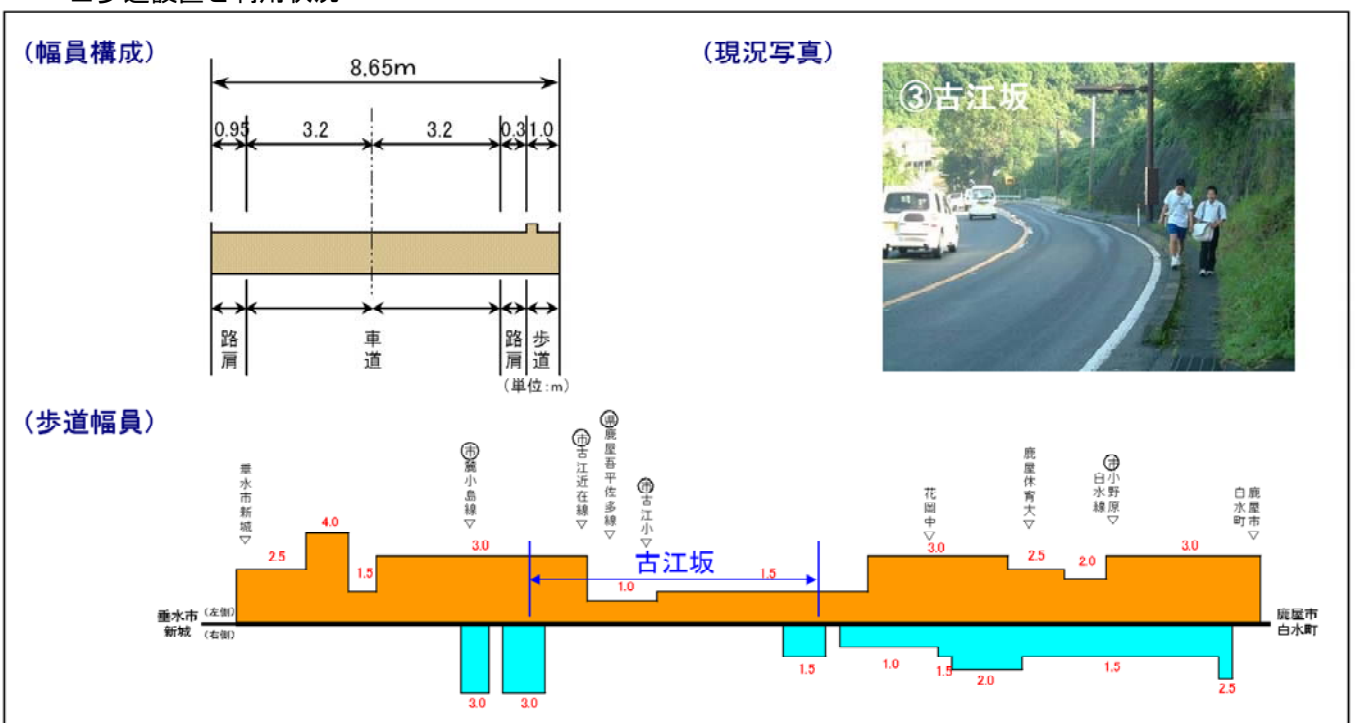 （幅員構成）
8.65m
0.95 3.2 3.2 0.3 1.0
路肩 車道 路肩 歩道
（単位:m）
（現況写真）
③古江坂
（歩道幅員）
垂水市新城▽
㊞麓小島線▽
市古江近在線▽
県鹿屋吾平佐多線▽
市古江小▽
花岡中▽
鹿屋体育大▽
市小野原臼水線▽
鹿屋市白水町▽
2.5 4.0 1.5 3.0 1.0 1.5 3.0 2.5 2.0 3.0
古江坂
垂水市新城
（左側）
（右側）
鹿屋市白水町
3.0 3.0 1.5 1.0 1.5 2.0 1.5 2.5